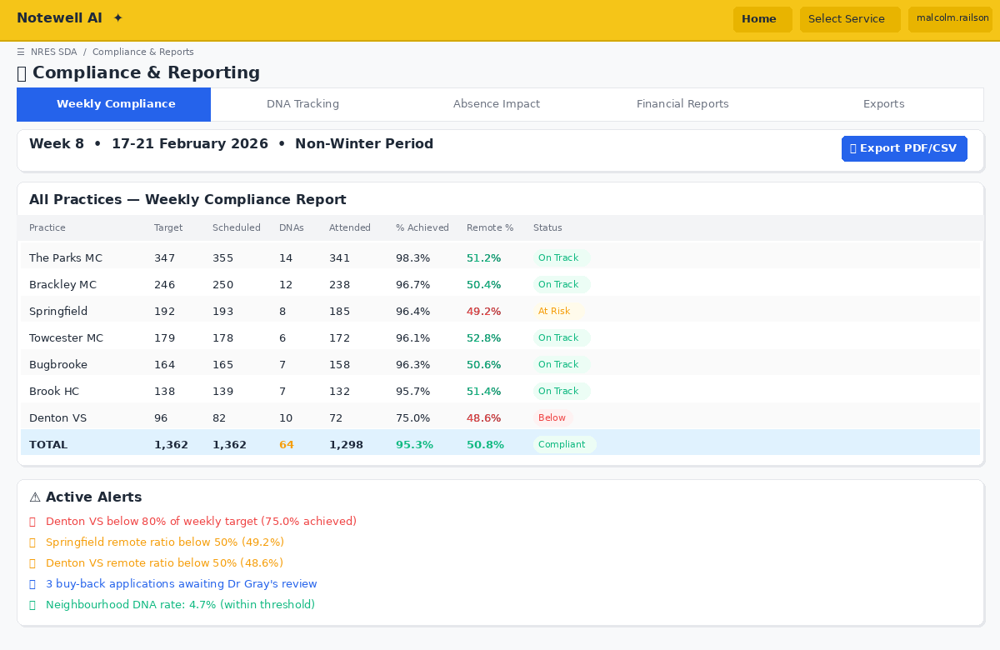 Notewell AI ✦ Home Select Service malcolm.railson
☰ NRES SDA / Compliance & Reports
Compliance & Reporting
Weekly Compliance DNA Tracking Absence Impact Financial Reports Exports
Week 8 • 17-21 February 2026 • Non-Winter Period Export PDF/CSV
All Practices — Weekly Compliance Report
Practice Target Scheduled DNAs Attended % Achieved Remote % Status
The Parks MC 347 355 14 341 98.3% 51.2% On Track
Brackley MC 246 250 12 238 96.7% 50.4% On Track
Springfield 192 193 8 185 96.4% 49.2% At Risk
Towcester MC 179 178 6 172 96.1% 52.8% On Track
Bugbrooke 164 165 7 158 96.3% 50.6% On Track
Brook HC 138 139 7 132 95.7% 51.4% On Track
Denton VS 96 82 10 72 75.0% 48.6% Below
TOTAL 1,362 1,362 64 1,298 95.3% 50.8% Compliant
⚠ Active Alerts
Denton VS below 80% of weekly target (75.0% achieved)
Springfield remote ratio below 50% (49.2%)
Denton VS remote ratio below 50% (48.6%)
3 buy-back applications awaiting Dr Gray's review
Neighbourhood DNA rate: 4.7% (within threshold)